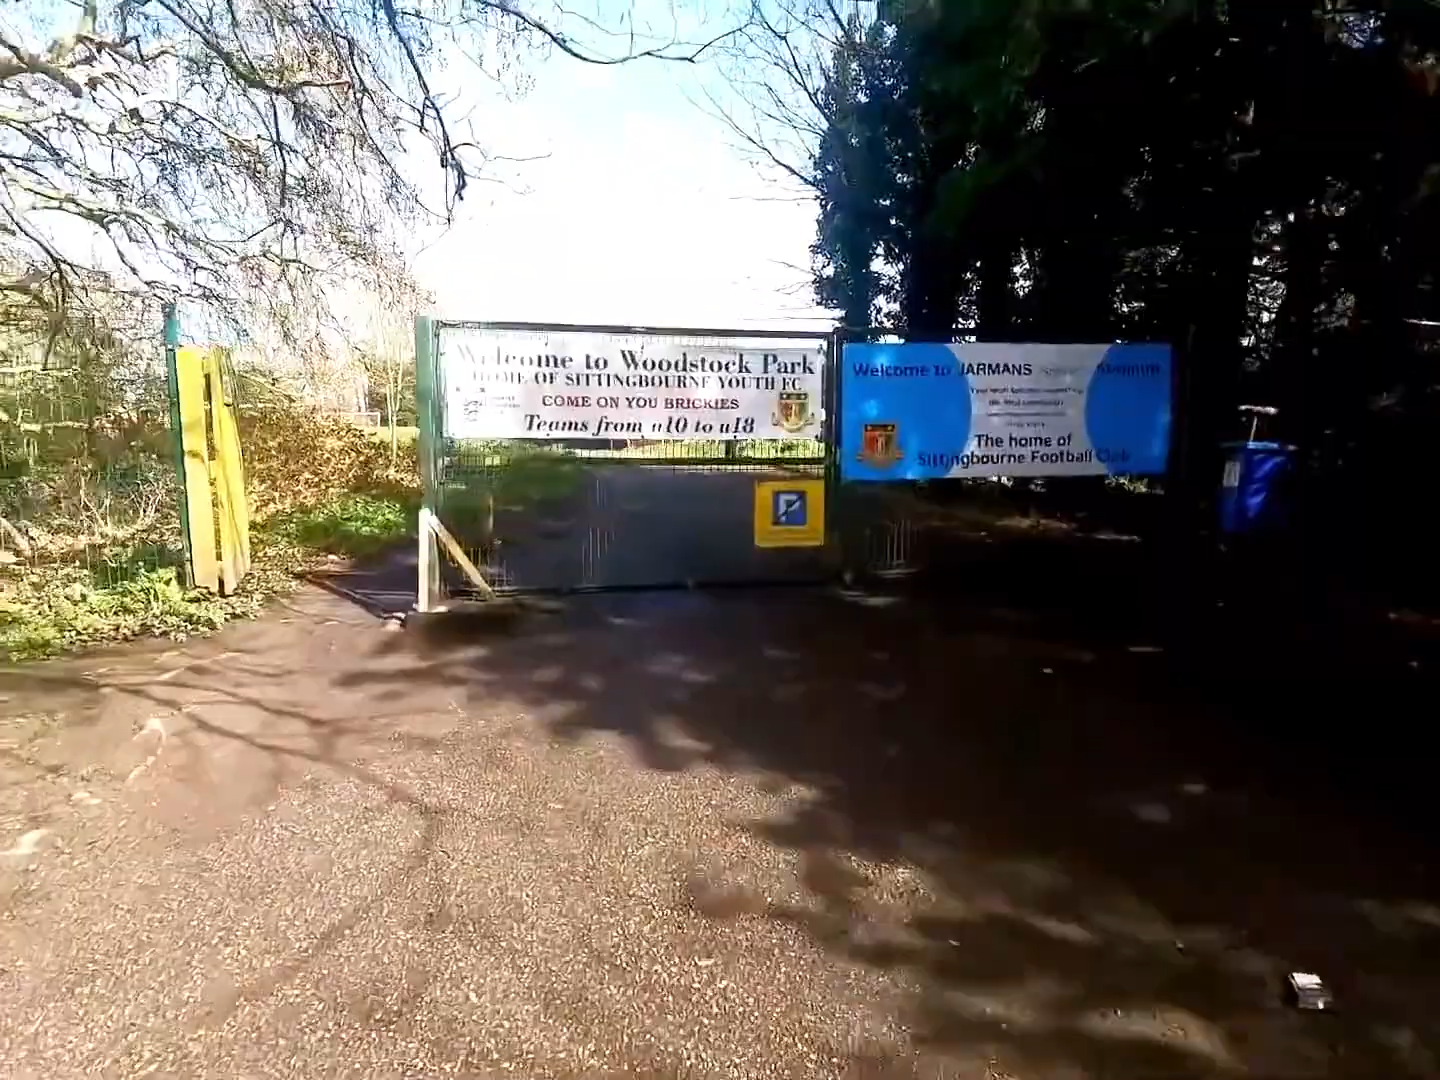 Welcome to Woodstock Park
HOME OF SITTINGBOURNE YOUTH FC
COME ON YOU BRICKIES
Teams from u10 to u18
Welcome to JARMANS
The home of
Sittingbourne Football Club
P